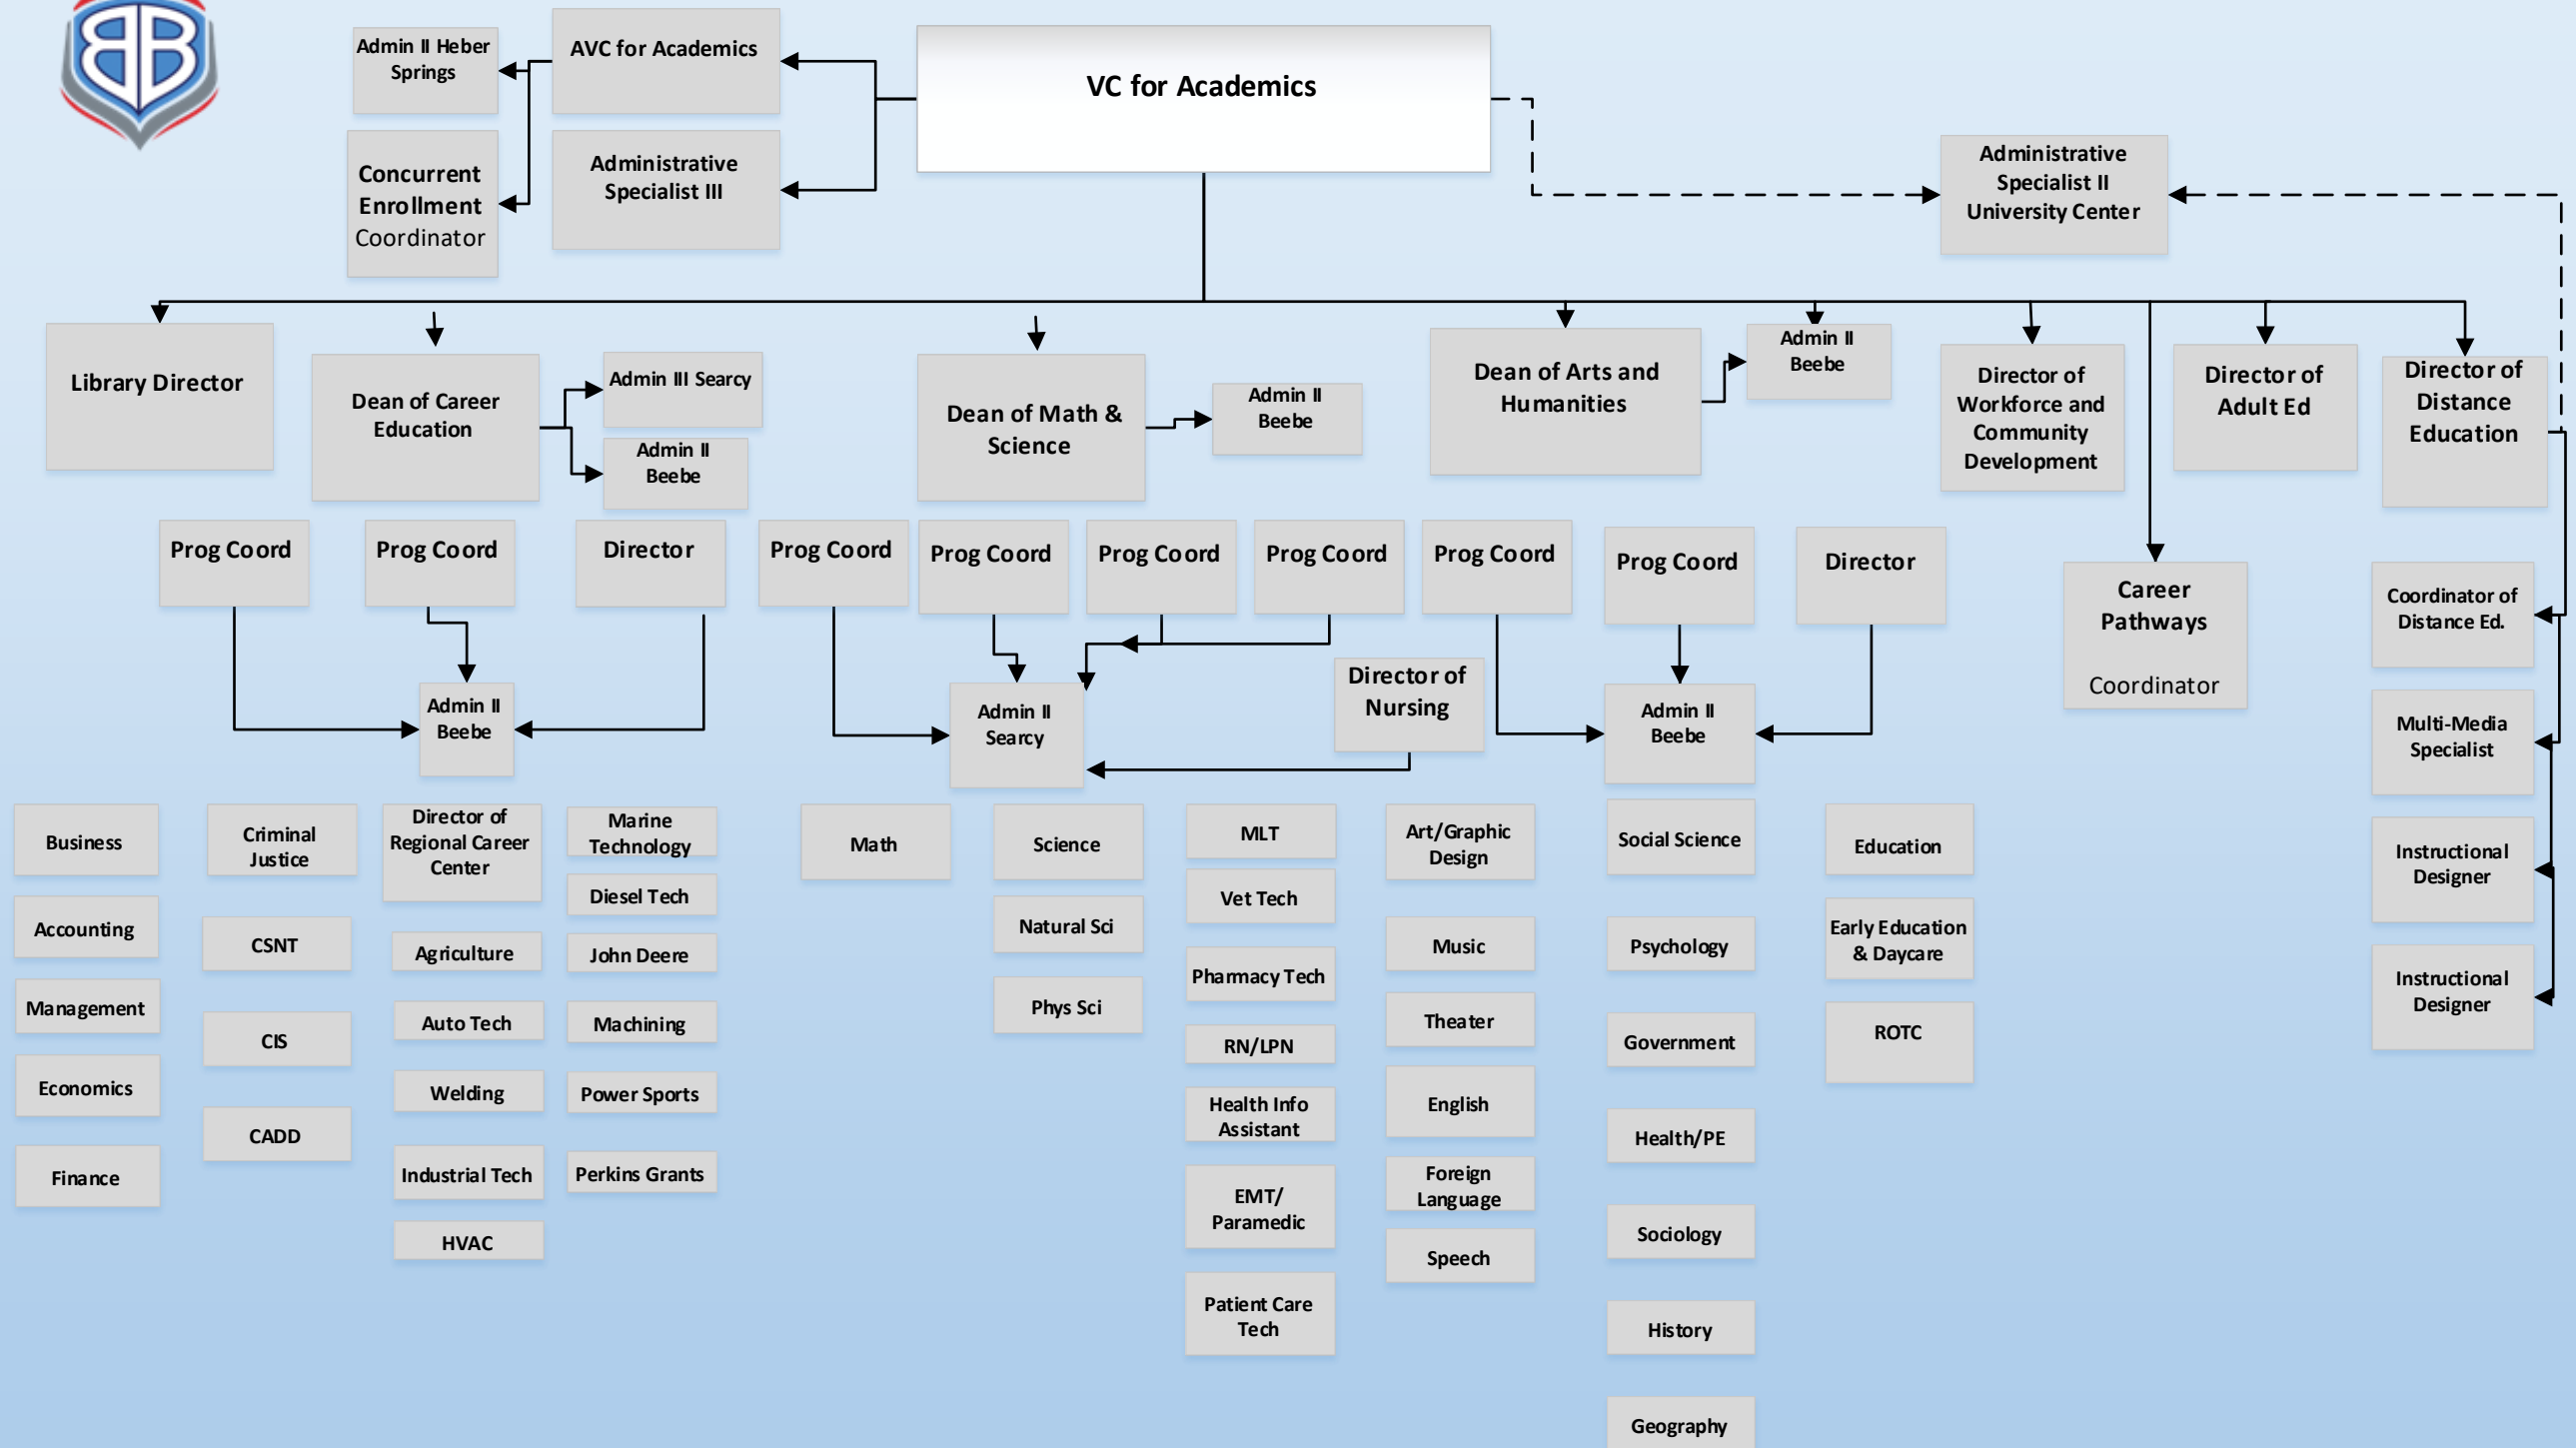 Admin II Heber
Springs
AVC for Academics
VC for Academics
Concurrent
Enrollment
Coordinator
Administrative
Specialist III
Administrative
Specialist II
University Center
Library Director
Dean of Career
Education
Admin III Searcy
Admin II
Beebe
Dean of Math &
Science
Admin II
Beebe
Dean of Arts and
Humanities
Admin II
Beebe
Director of
Workforce and
Community
Development
Director of
Adult Ed
Director of
Distance
Education
Prog Coord
Prog Coord
Director
Prog Coord
Prog Coord
Prog Coord
Prog Coord
Prog Coord
Prog Coord
Director
Career
Pathways
Coordinator
Coordinator of
Distance Ed.
Admin II
Beebe
Admin II
Searcy
Director of
Nursing
Admin II
Beebe
Multi-Media
Specialist
Instructional
Designer
Instructional
Designer
Business
Accounting
Management
Economics
Finance
Criminal
Justice
CSNT
CIS
CADD
Director of
Regional Career
Center
Agriculture
Auto Tech
Welding
Industrial Tech
HVAC
Marine
Technology
Diesel Tech
John Deere
Machining
Power Sports
Perkins Grants
Math
Science
Natural Sci
Phys Sci
MLT
Vet Tech
Pharmacy Tech
RN/LPN
Health Info
Assistant
EMT/
Paramedic
Patient Care
Tech
Art/Graphic
Design
Music
Theater
English
Foreign
Language
Speech
Social Science
Psychology
Government
Health/PE
Sociology
History
Geography
Education
Early Education
& Daycare
ROTC